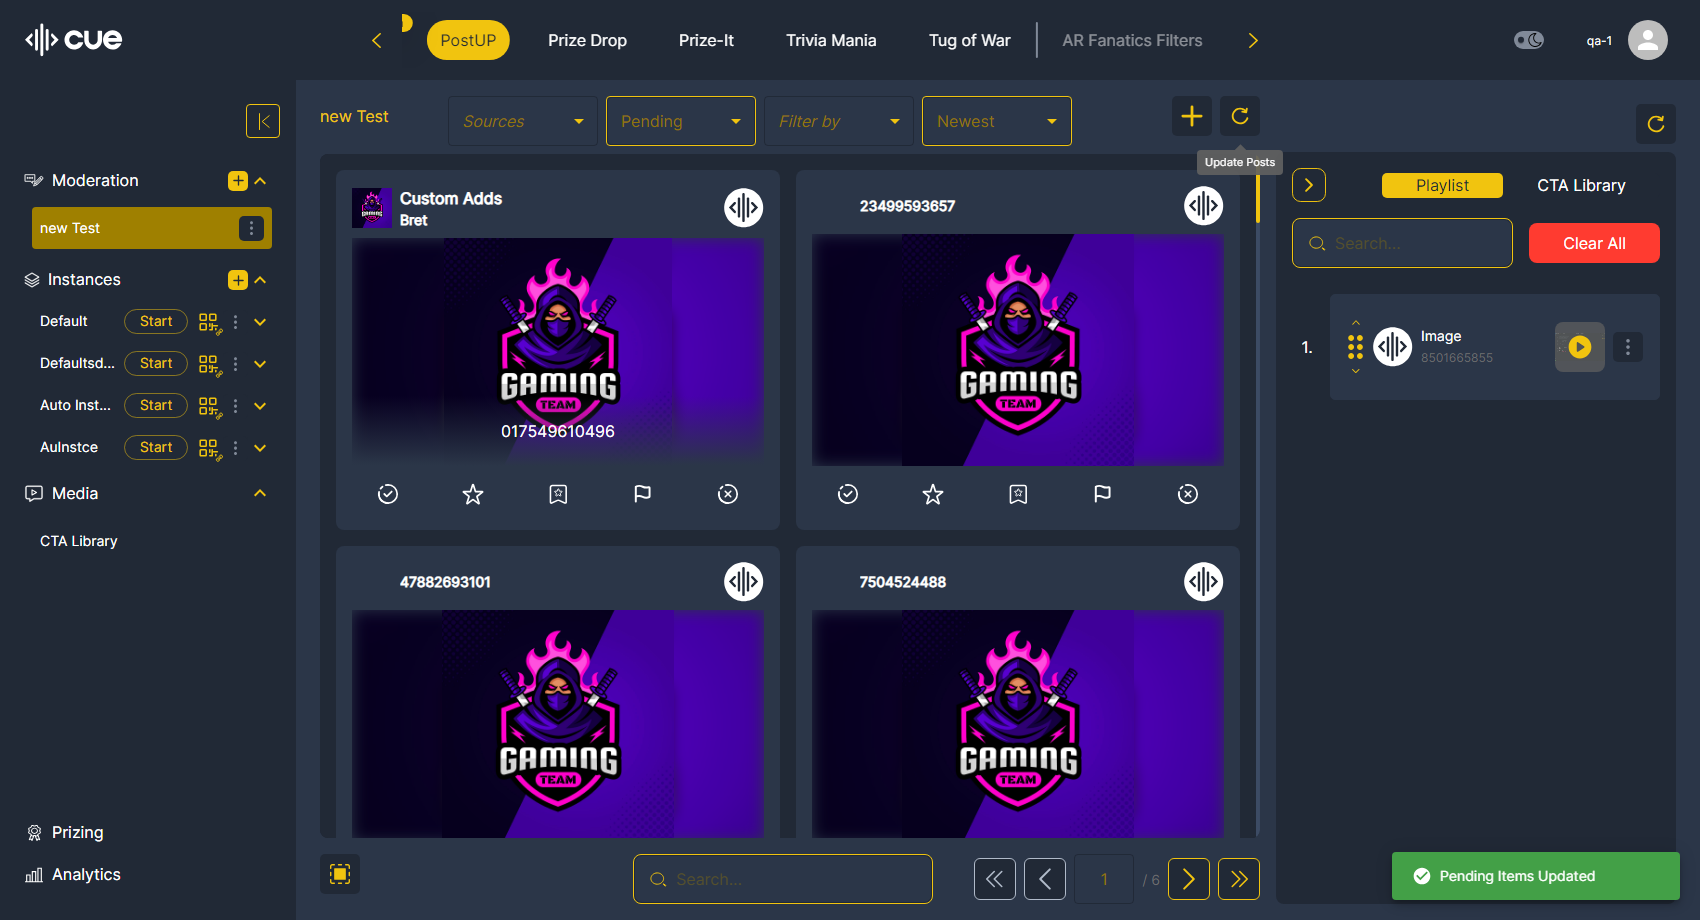 cue
PostUP
Prize Drop
Prize-It
Trivia Mania
Tug of War
AR Fanatics Filters
qa-1
new Test
Sources
Pending
Filter by
Newest
Update Posts
Moderation
new Test
Instances
Default
Start
Defaultsd...
Start
Auto Inst...
Start
AuInstce
Start
Media
CTA Library
Prizing
Analytics
Custom Adds
Bret
GAMING
TEAM
017549610496
23499593657
GAMING
TEAM
47882693101
GAMING
TEAM
7504524488
GAMING
TEAM
Search...
1
/ 6
Playlist
CTA Library
Search...
Clear All
1.
Image
8501665855
Pending Items Updated